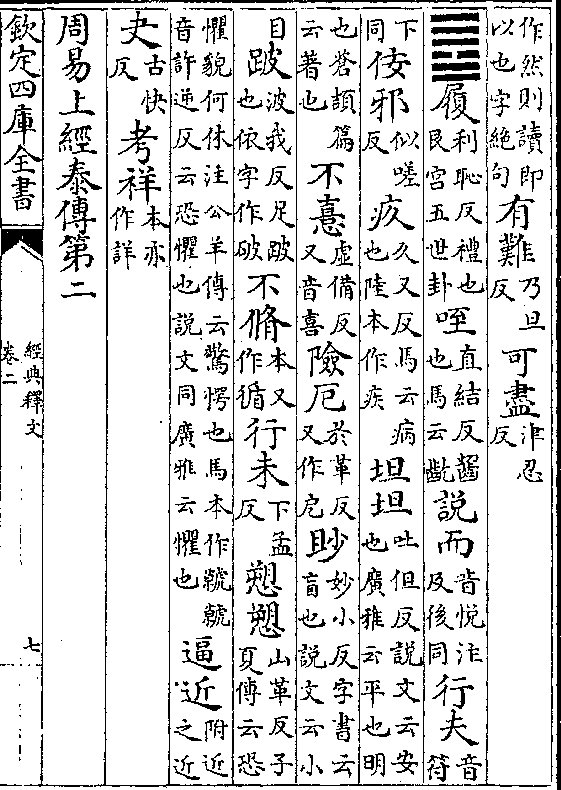 作然則讀即以也字絶句有難乃旦反可盡津忍反
䷉履利恥反禮也艮宮五世卦咥直結反齧也馬云齕說而音悅注及後同行夫音符
下同佞邪似嗟反疚久又反馬云病也陸本作疾坦坦吐但反說文云安也廣雅云平也明
也蒼頡篇云著也不憙虛備反又音喜險厄於革反又作戹眇妙小反字書云盲也說文云小
目跛波我反足跛也依字作破不脩本又作循行未下孟反愬愬山革反子夏傳云恐
懼貌何休注公羊傳云驚愕也馬本作虩虩音許逆反云恐懼也說文同廣雅云懼也逼近附近之近
夬古快反考祥本亦作詳
周易上經泰傳第二
欽定四庫全書
經典釋文
卷二
七